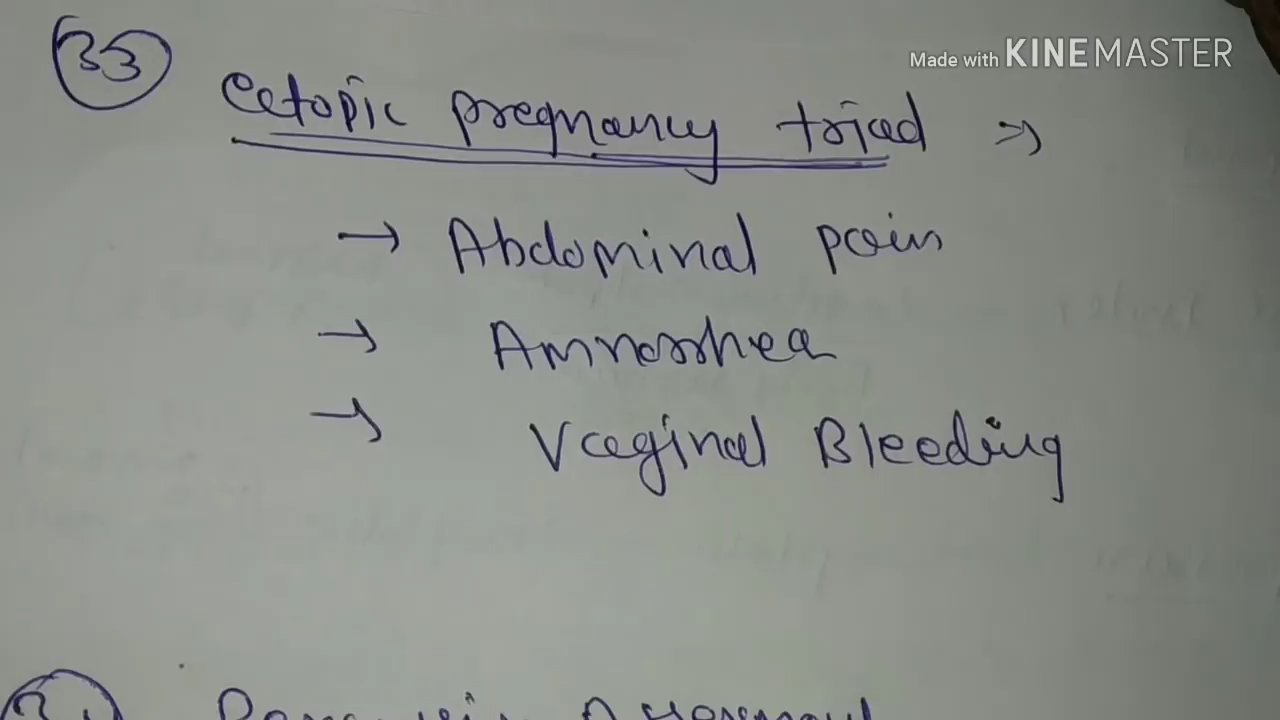 Made with KINEMASTER
33 Ectopic pregnancy triad ⇒
→ Abdominal pain
→ Amnorrhea
→ Vaginal Bleeding